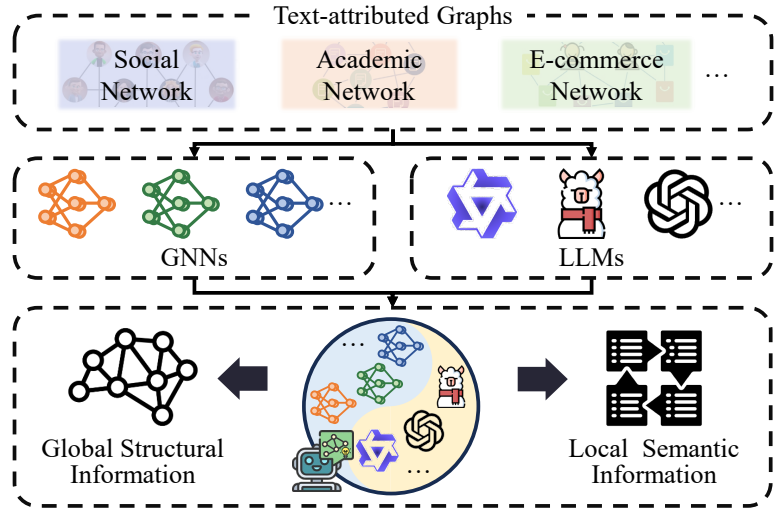 Text-attributed Graphs
Social
Network
Academic
Network
E-commerce
Network
...
...
GNNs
...
LLMs
...
...
Global Structural
Information
Local Semantic
Information